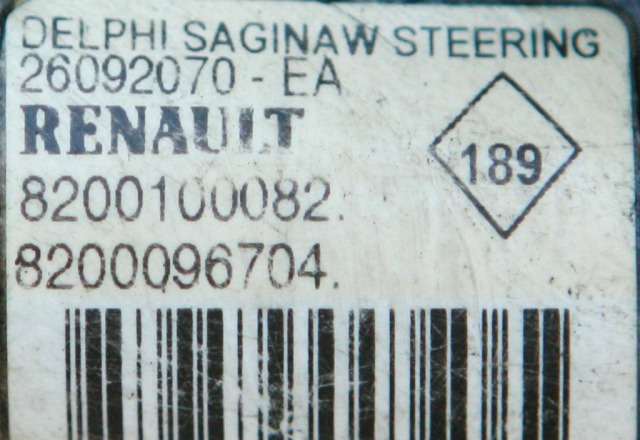 DELPHI SAGINAW STEERING
26092070 - EA
RENAULT
189
8200100082.
8200096704.